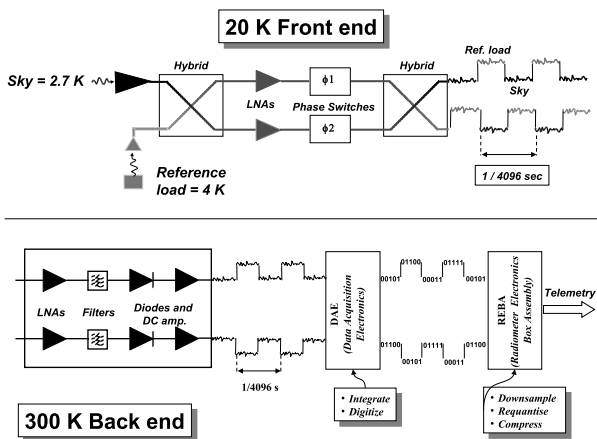 20 K Front end
Hybrid
Hybrid
Ref. load
Sky = 2.7 K
ϕ1
LNAs
Phase Switches
Sky
ϕ2
Reference
load = 4 K
1 / 4096 sec
LNAs
Filters
Diodes and
DC amp.
1/4096 s
DAE
(Data Acquisition
Electronics)
00101
01100
00011
01111
00101
01100
00101
01111
00011
01100
REBA
(Radiometer Electronics
Box Assembly)
Telemetry
• Integrate
• Digitize
• Downsample
• Requantise
• Compress
300 K Back end